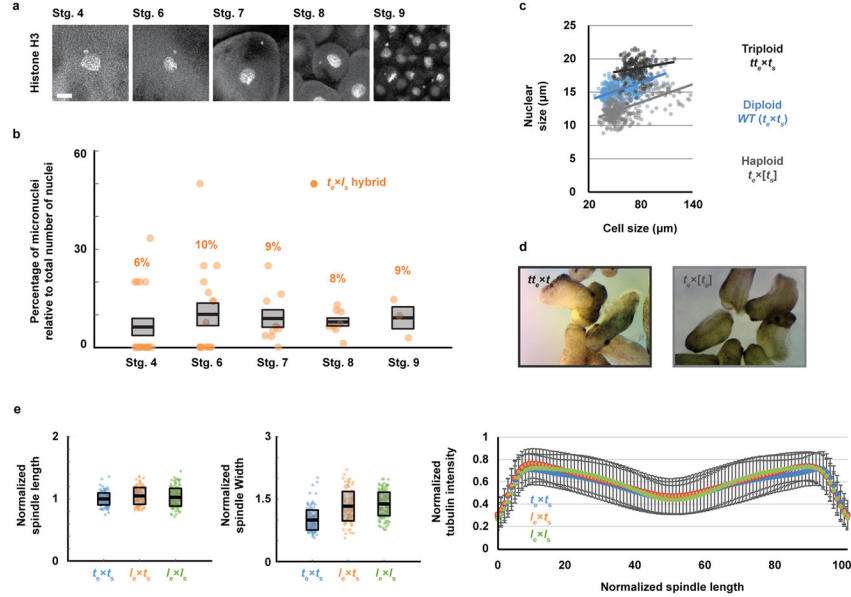 a
Stg. 4
Stg. 6
Stg. 7
Stg. 8
Stg. 9
Histone H3
b
Percentage of micronuclei
relative to total number of nuclei
60
30
0
te×ls hybrid
6%
10%
9%
8%
9%
Stg. 4
Stg. 6
Stg. 7
Stg. 8
Stg. 9
c
Nuclear
size (µm)
25
20
15
10
5
0
20
80
140
Cell size (µm)
Triploid
tte×ts
Diploid
WT (te×ts)
Haploid
te×[ts]
d
tte×ts
te×[ts]
e
Normalized
spindle length
2
1
0
te×ts
le×ts
le×ls
Normalized
spindle Width
3
1.5
0
te×ts
le×ts
le×ls
Normalized
tubulin intensity
1
0.8
0.6
0.4
0.2
0
te×ts
le×ts
le×ls
0
20
40
60
80
100
Normalized spindle length